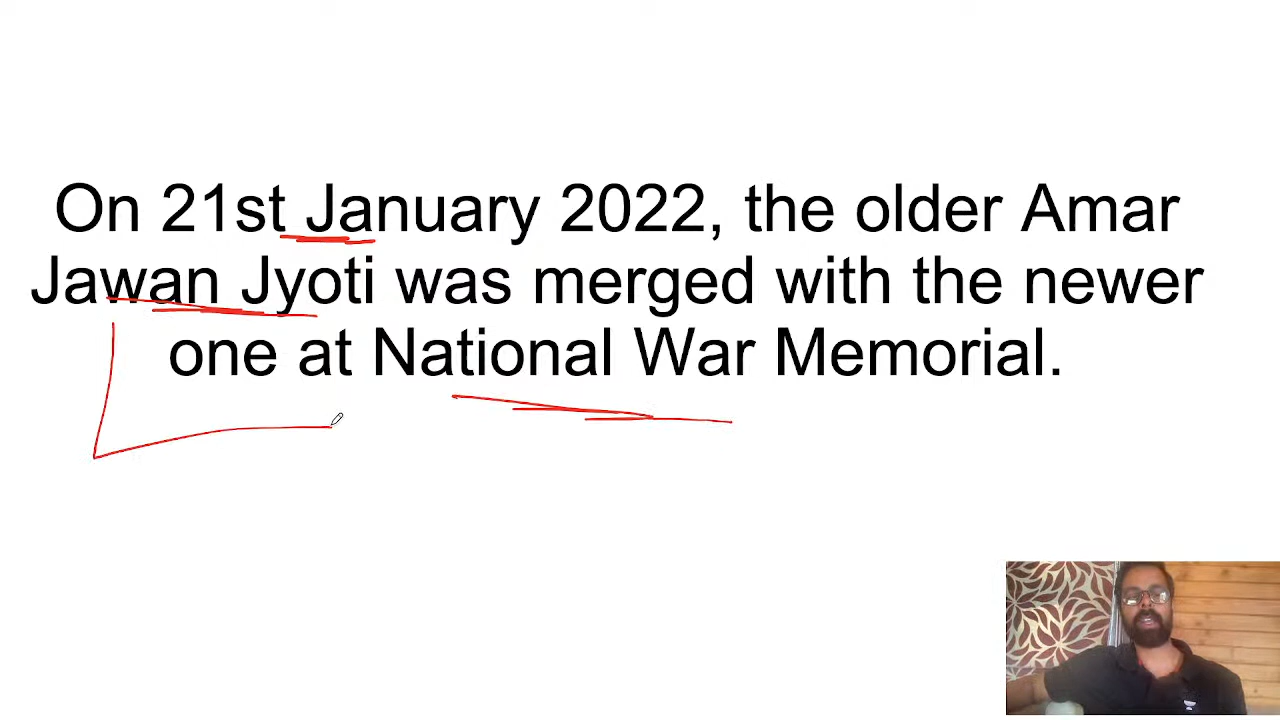 On 21st January 2022, the older Amar
Jawan Jyoti was merged with the newer
one at National War Memorial.